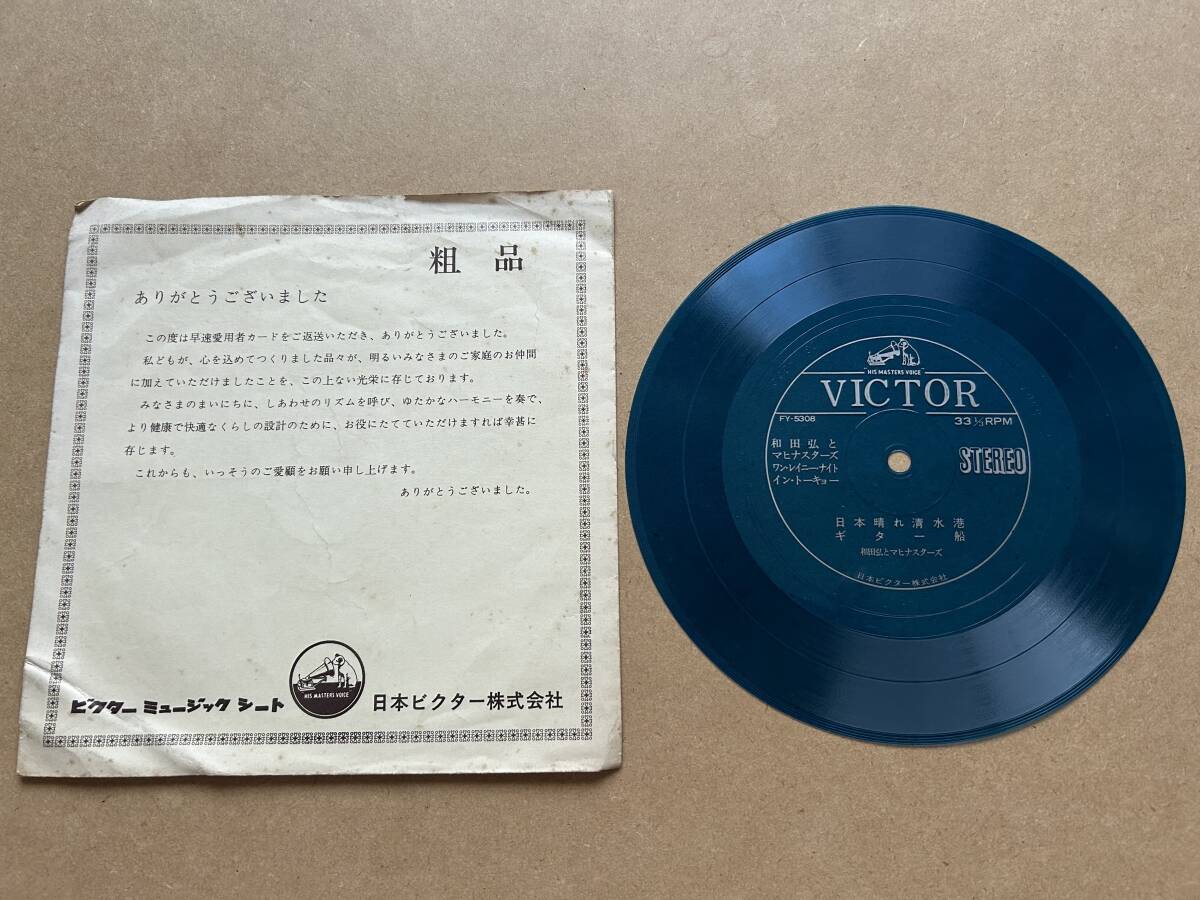 粗品
ありがとうございました
この度は早速愛用者カードをご返送いただき、ありがとうございました。
私どもが、心を込めてつくりました品々が、明るいみなさまのご家庭のお仲間
に加えていただけましたことを、この上ない光栄に存じております。
みなさまのまいにちに、しあわせのリズムを呼び、ゆたかなハーモニーを奏で、
より健康で快適なくらしの設計のために、お役にたてていただけますれば幸甚に
存じます。
これからも、いっそうのご愛顧をお願い申し上げます。
ありがとうございました。
HIS MASTERS VOICE
ビクター ミュージック シート
日本ビクター株式会社
HIS MASTERS VOICE
VICTOR
FY-5308
33 1/3 RPM
和田弘と
マヒナスターズ
ワン・レイニー・ナイト
イン・トーキョー
STEREO
日本晴れ清水港
ギター船
和田弘とマヒナスターズ
日本ビクター株式会社